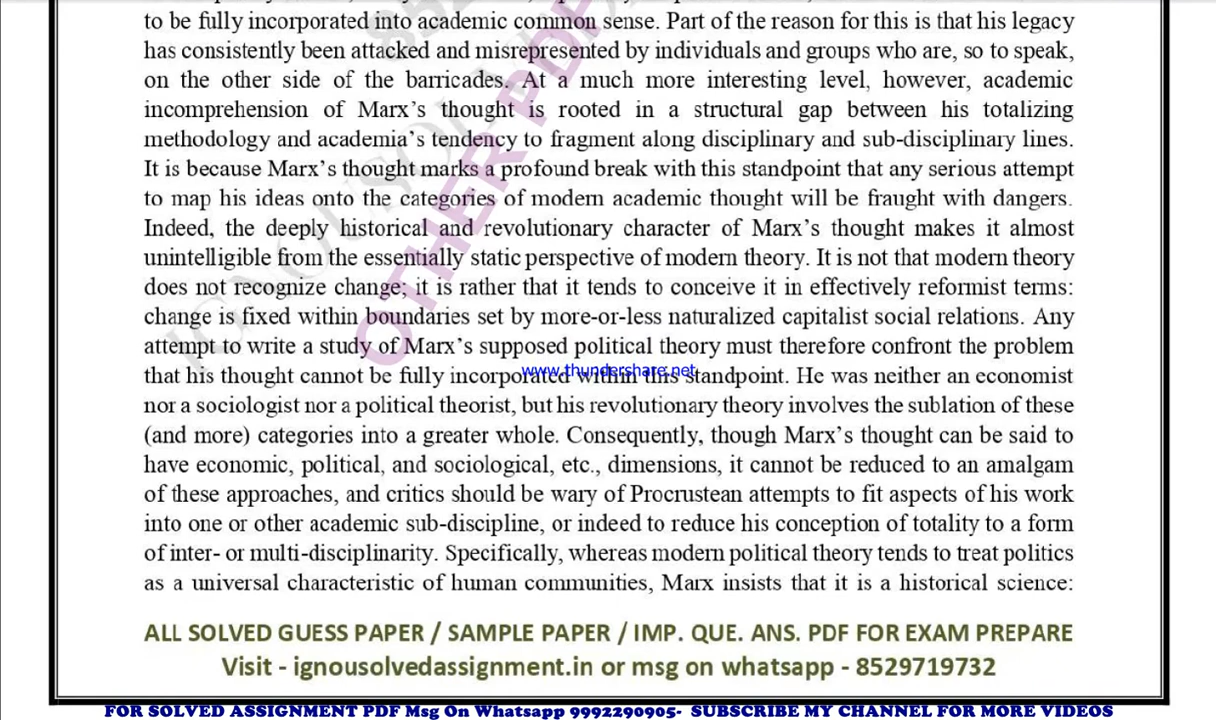 to be fully incorporated into academic common sense. Part of the reason for this is that his legacy
has consistently been attacked and misrepresented by individuals and groups who are, so to speak,
on the other side of the barricades. At a much more interesting level, however, academic
incomprehension of Marx's thought is rooted in a structural gap between his totalizing
methodology and academia's tendency to fragment along disciplinary and sub-disciplinary lines.
It is because Marx's thought marks a profound break with this standpoint that any serious attempt
to map his ideas onto the categories of modern academic thought will be fraught with dangers.
Indeed, the deeply historical and revolutionary character of Marx's thought makes it almost
unintelligible from the essentially static perspective of modern theory. It is not that modern theory
does not recognize change; it is rather that it tends to conceive it in effectively reformist terms:
change is fixed within boundaries set by more-or-less naturalized capitalist social relations. Any
attempt to write a study of Marx's supposed political theory must therefore confront the problem
that his thought cannot be fully incorporated within this standpoint. He was neither an economist
www.thundershare.net
nor a sociologist nor a political theorist, but his revolutionary theory involves the sublation of these
(and more) categories into a greater whole. Consequently, though Marx's thought can be said to
have economic, political, and sociological, etc., dimensions, it cannot be reduced to an amalgam
of these approaches, and critics should be wary of Procrustean attempts to fit aspects of his work
into one or other academic sub-discipline, or indeed to reduce his conception of totality to a form
of inter- or multi-disciplinarity. Specifically, whereas modern political theory tends to treat politics
as a universal characteristic of human communities, Marx insists that it is a historical science:
OTHER PDF
ALL SOLVED GUESS PAPER / SAMPLE PAPER / IMP. QUE. ANS. PDF FOR EXAM PREPARE
Visit - ignousolvedassignment.in or msg on whatsapp - 8529719732
FOR SOLVED ASSIGNMENT PDF Msg On Whatsapp 9992290905- SUBSCRIBE MY CHANNEL FOR MORE VIDEOS